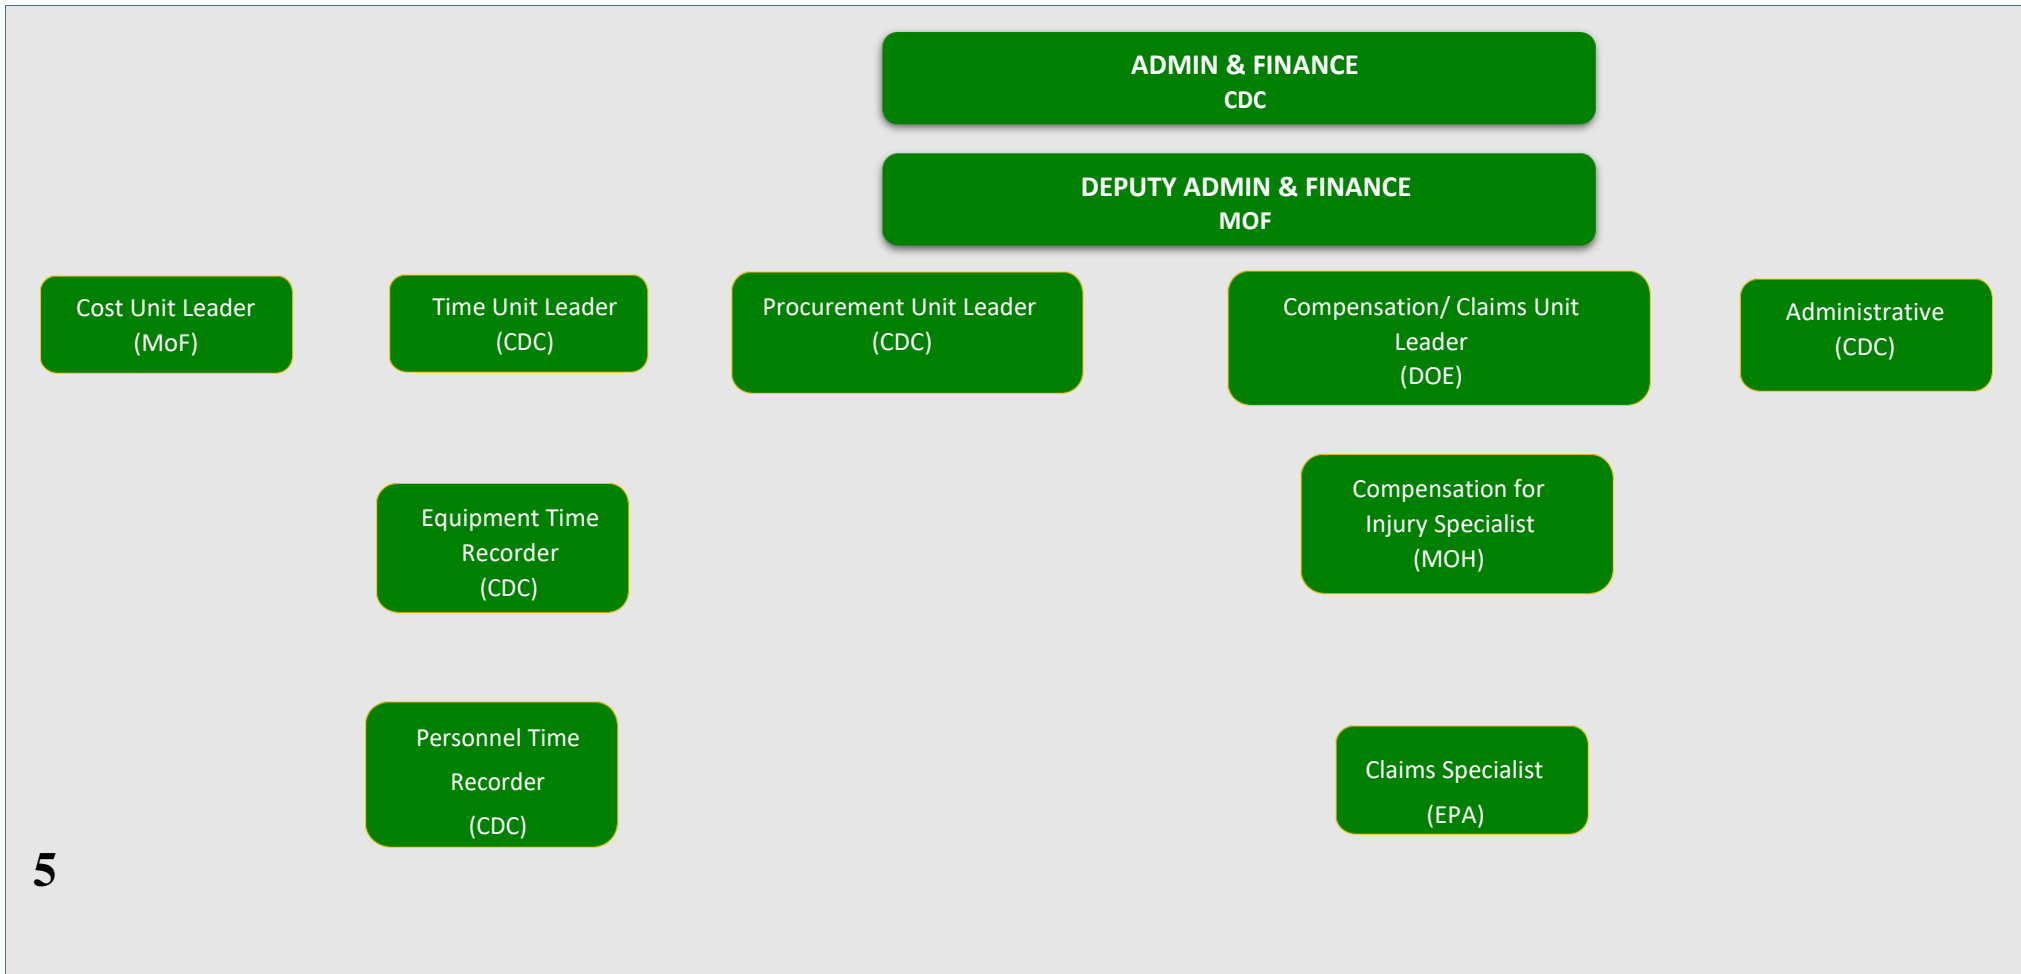 ADMIN & FINANCE
CDC
DEPUTY ADMIN & FINANCE
MOF
Cost Unit Leader
(MoF)
Time Unit Leader
(CDC)
Procurement Unit Leader
(CDC)
Compensation/ Claims Unit
Leader
(DOE)
Administrative
(CDC)
Equipment Time
Recorder
(CDC)
Compensation for
Injury Specialist
(MOH)
Personnel Time
Recorder
(CDC)
Claims Specialist
(EPA)
5